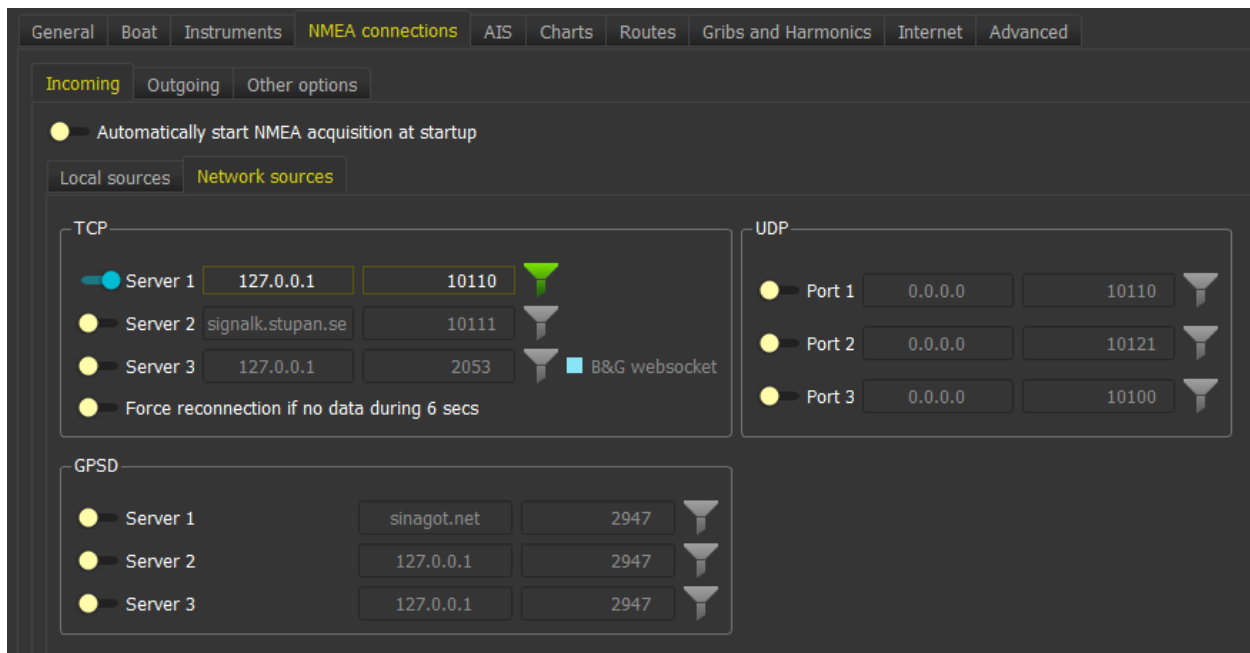 General Boat Instruments NMEA connections AIS Charts Routes Gribs and Harmonics Internet Advanced
Incoming Outgoing Other options
Automatically start NMEA acquisition at startup
Local sources Network sources
TCP
Server 1 127.0.0.1 10110
Server 2 signalk.stupan.se 10111
Server 3 127.0.0.1 2053 B&G websocket
Force reconnection if no data during 6 secs
UDP
Port 1 0.0.0.0 10110
Port 2 0.0.0.0 10121
Port 3 0.0.0.0 10100
GPSD
Server 1 sinagot.net 2947
Server 2 127.0.0.1 2947
Server 3 127.0.0.1 2947